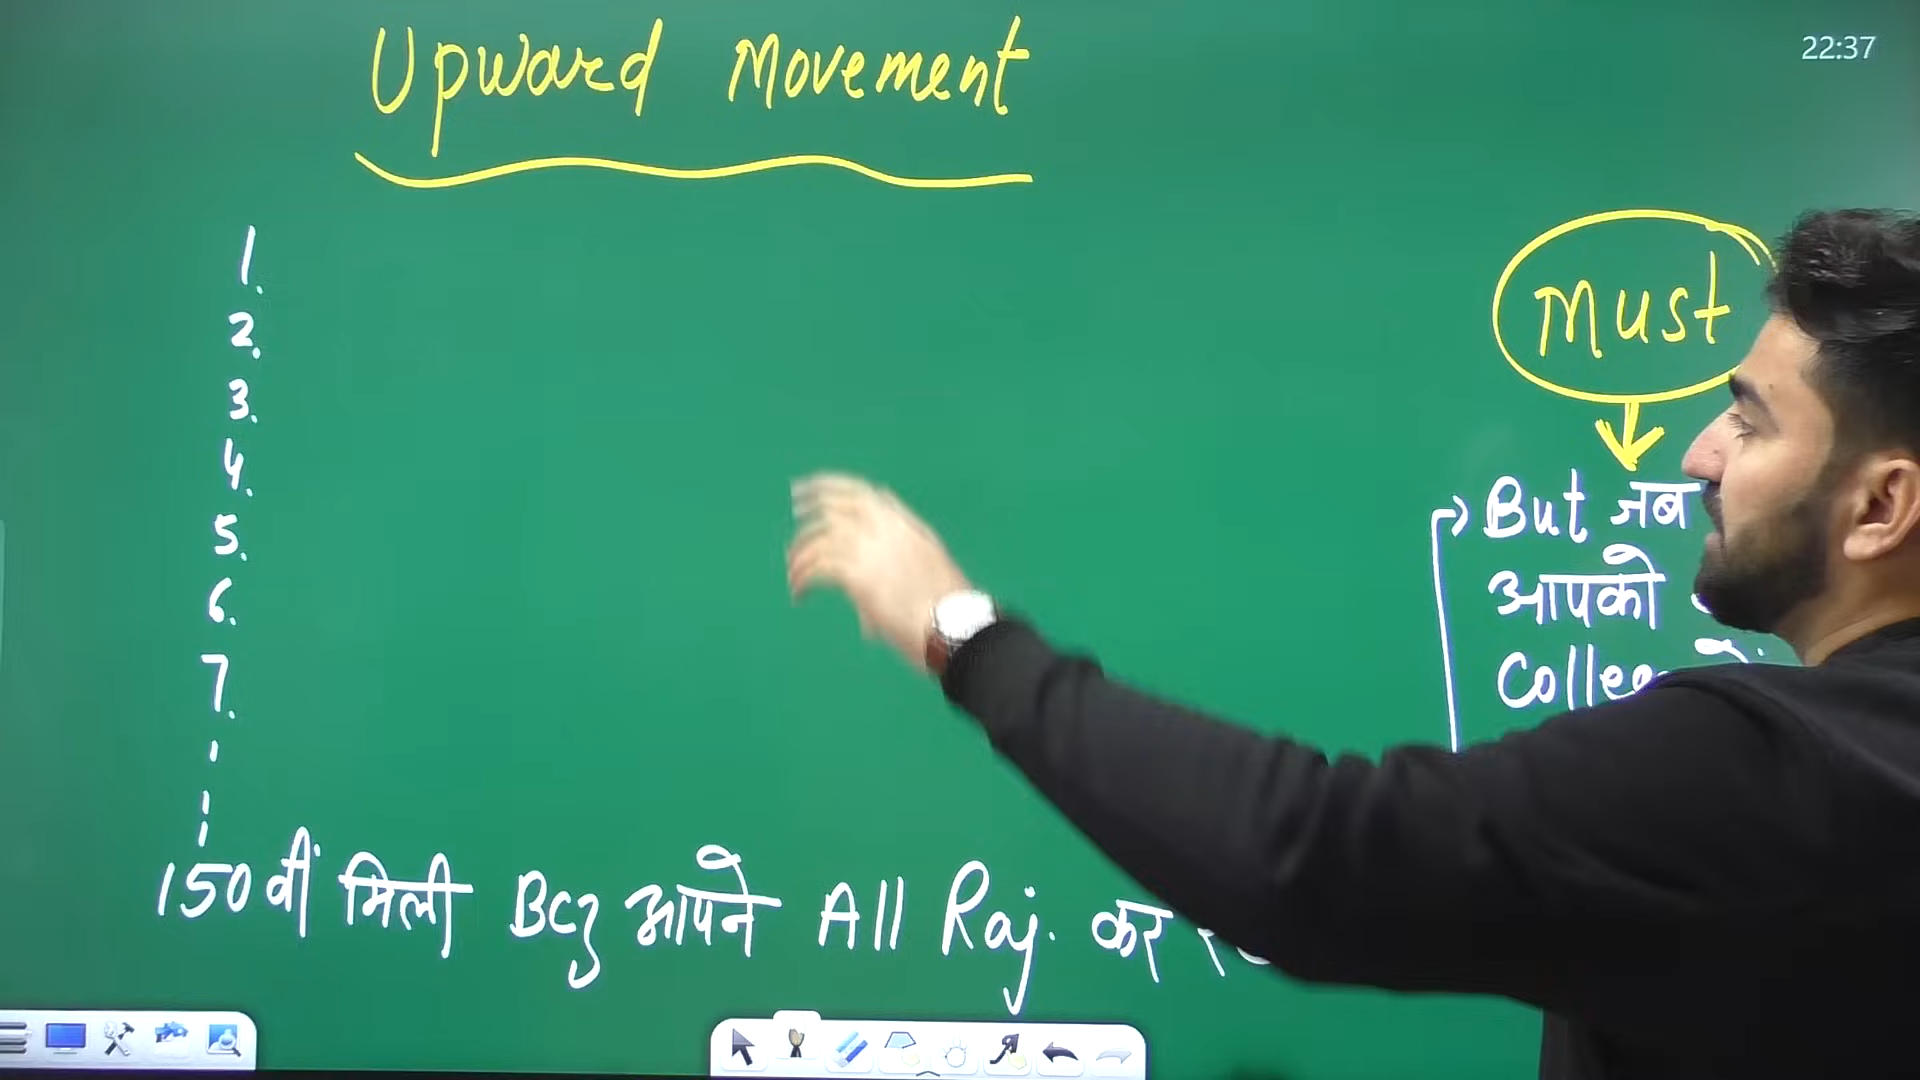 Upward Movement
22:37
1.
2.
3.
4.
5.
6.
7.
150 वीं मिली Bcz आपने All Raj. कर
Must
But जब
आपको